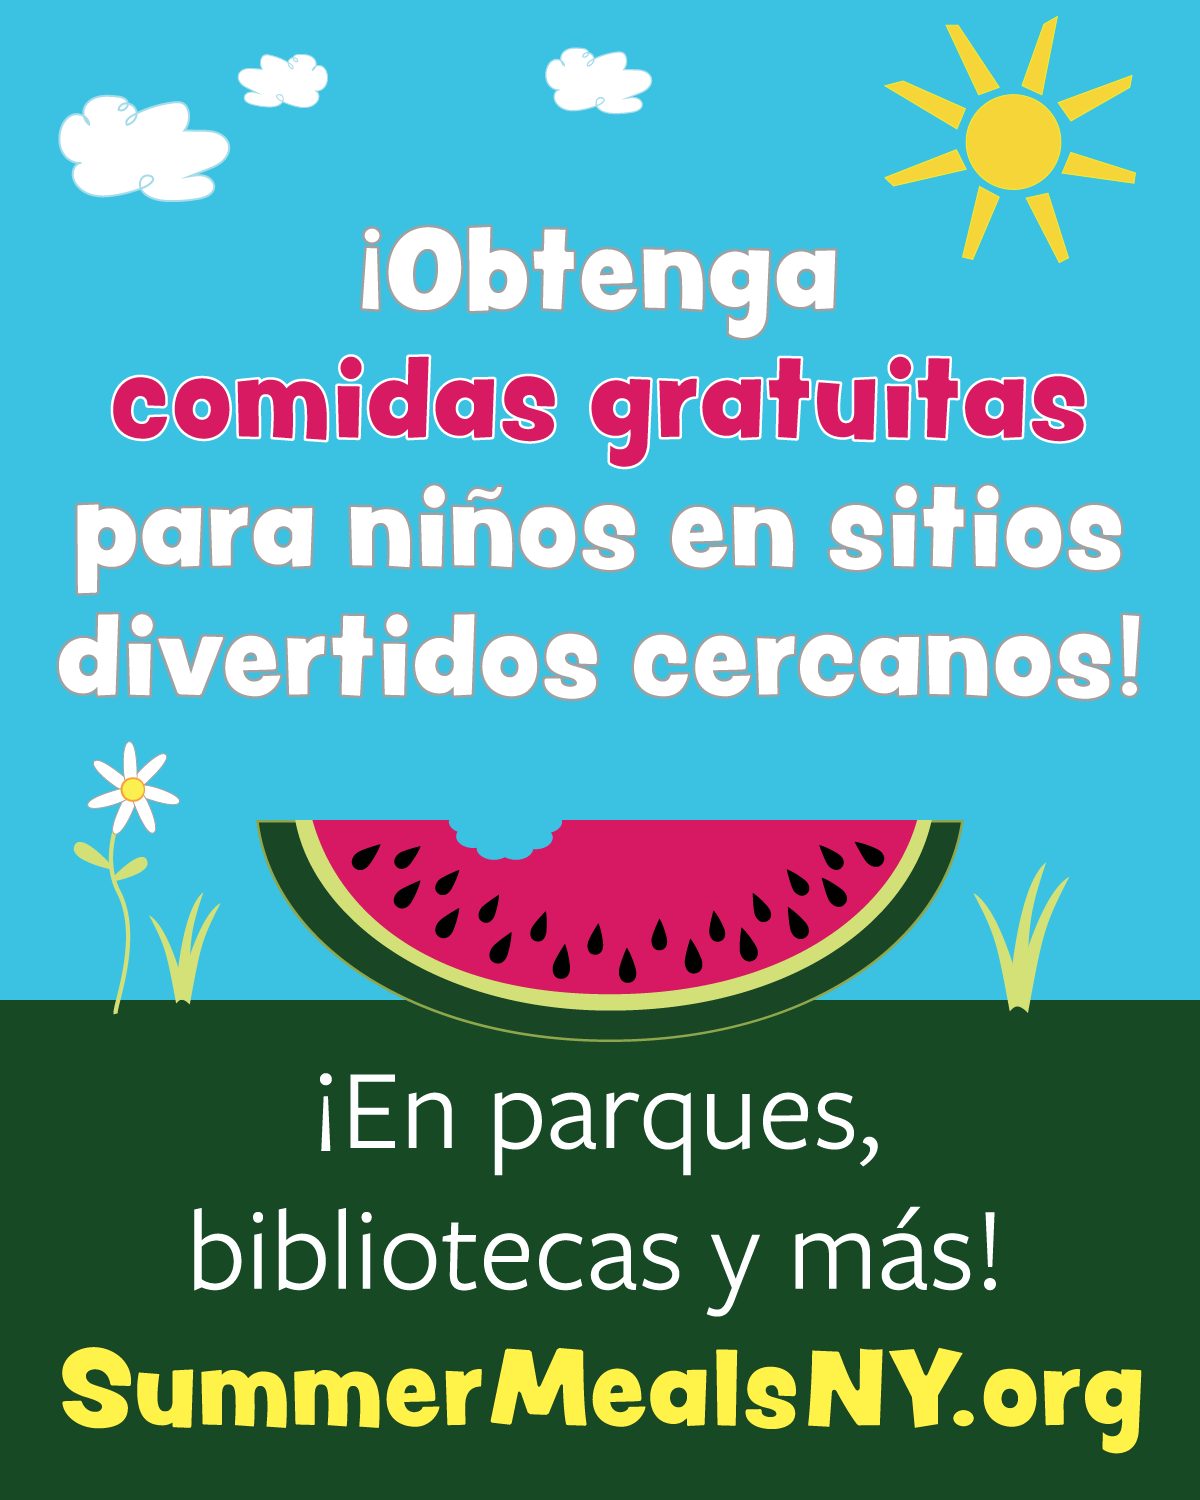 ¡Obtenga
comidas gratuitas
para niños en sitios
divertidos cercanos!
¡En parques,
bibliotecas y más!
SummerMealsNY.org